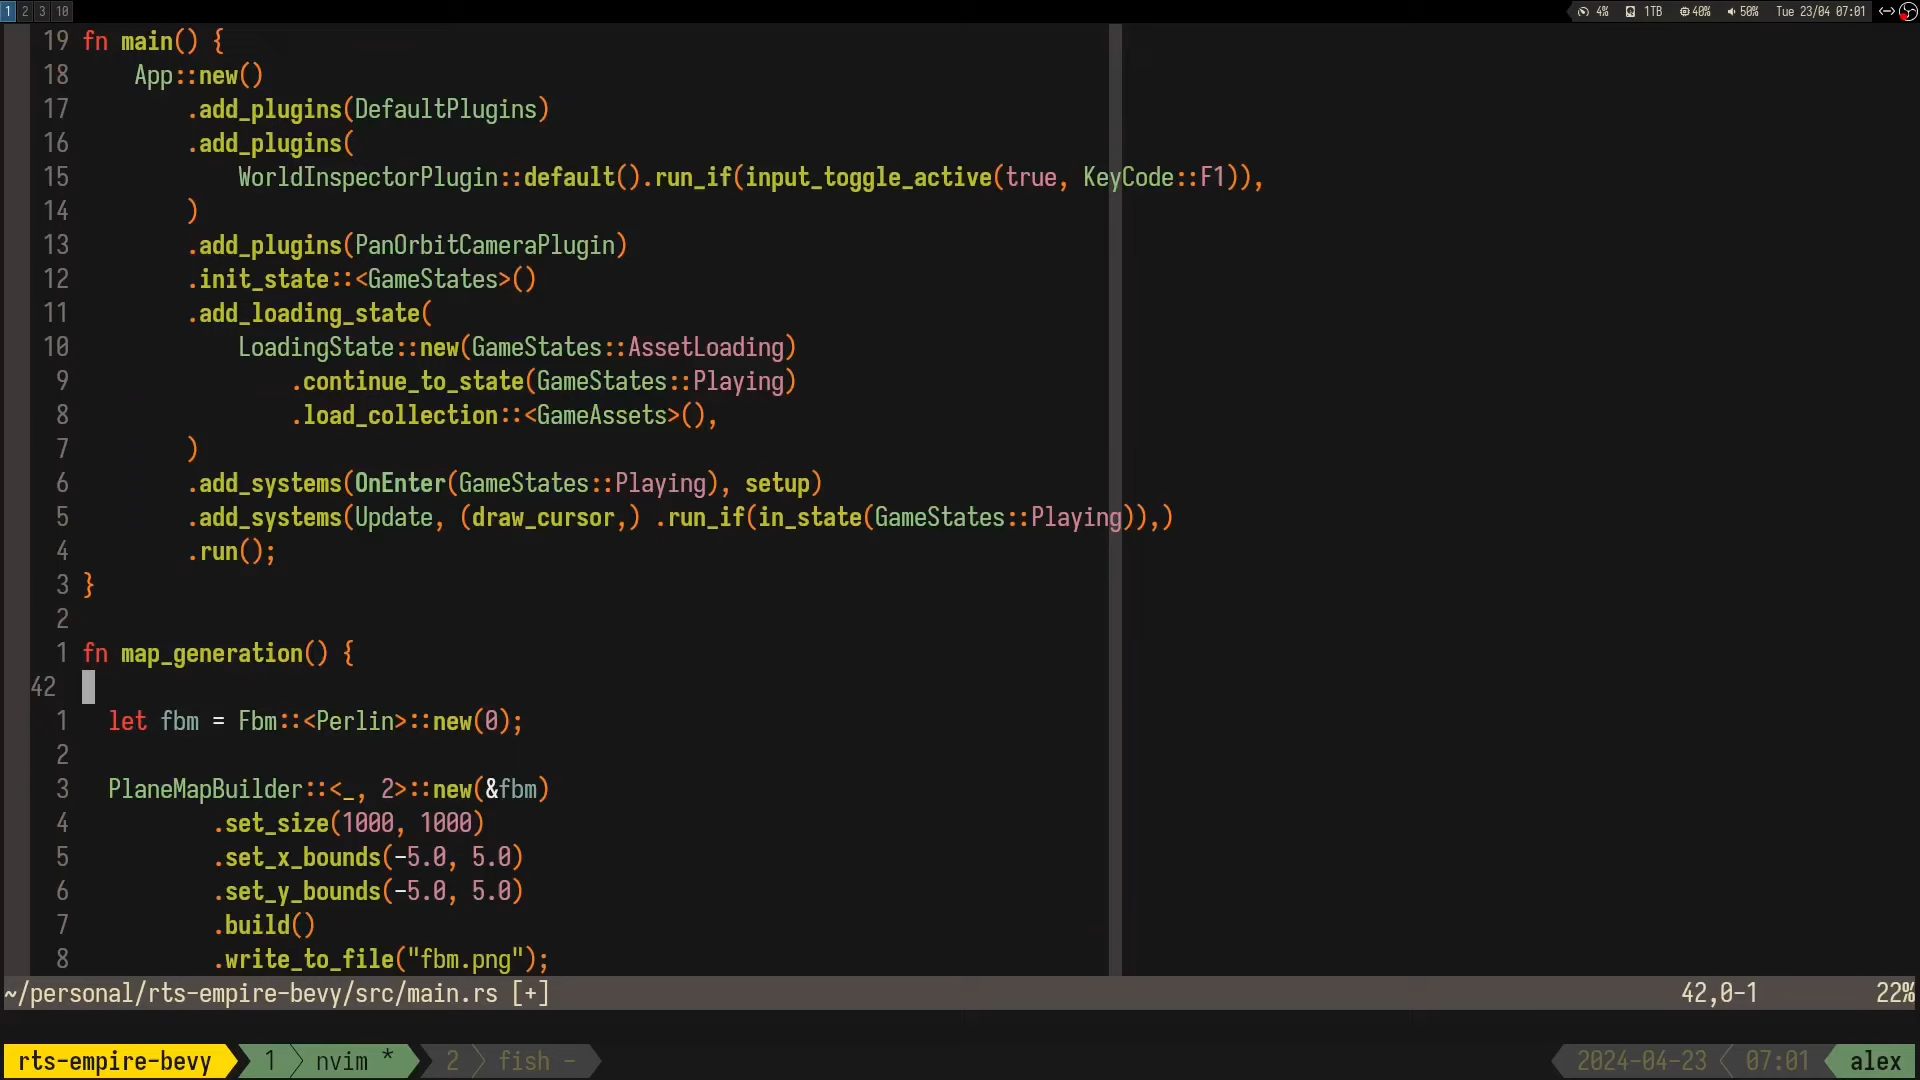 1 2 3 10 4% 1TB 40% 50% Tue 23/04 07:01
19 fn main() {
18 App::new()
17 .add_plugins(DefaultPlugins)
16 .add_plugins(
15 WorldInspectorPlugin::default().run_if(input_toggle_active(true, KeyCode::F1)),
14 )
13 .add_plugins(PanOrbitCameraPlugin)
12 .init_state::<GameStates>()
11 .add_loading_state(
10 LoadingState::new(GameStates::AssetLoading)
9 .continue_to_state(GameStates::Playing)
8 .load_collection::<GameAssets>(),
7 )
6 .add_systems(OnEnter(GameStates::Playing), setup)
5 .add_systems(Update, (draw_cursor,) .run_if(in_state(GameStates::Playing)),)
4 .run();
3 }
2
1 fn map_generation() {
42
1 let fbm = Fbm::<Perlin>::new(0);
2
3 PlaneMapBuilder::<_, 2>::new(&fbm)
4 .set_size(1000, 1000)
5 .set_x_bounds(-5.0, 5.0)
6 .set_y_bounds(-5.0, 5.0)
7 .build()
8 .write_to_file("fbm.png");
~/personal/rts-empire-bevy/src/main.rs [+] 42,0-1 22%
rts-empire-bevy 1 nvim * 2 fish - 2024-04-23 07:01 alex